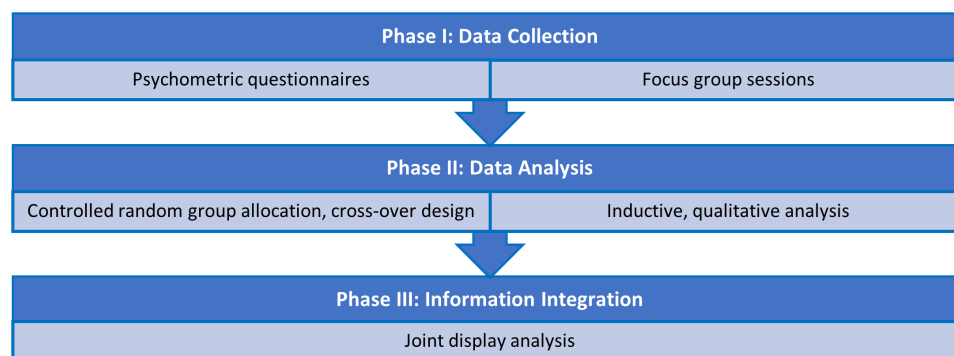 Phase I: Data Collection
Psychometric questionnaires
Focus group sessions
Phase II: Data Analysis
Controlled random group allocation, cross-over design
Inductive, qualitative analysis
Phase III: Information Integration
Joint display analysis